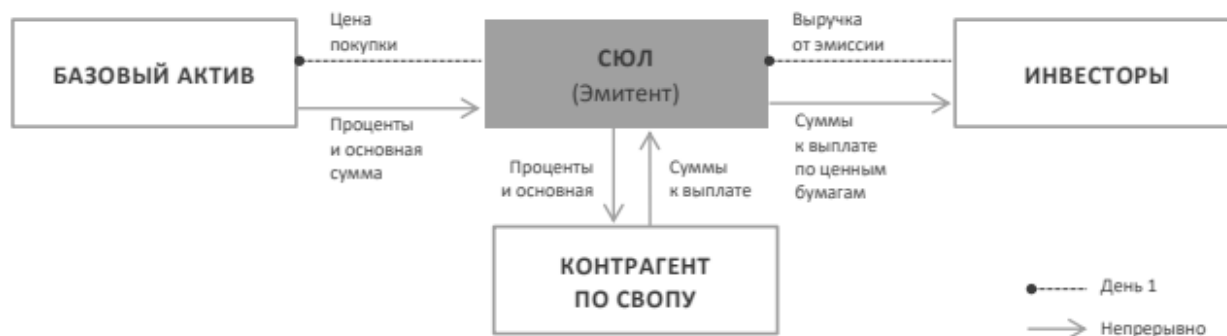 Цена
покупки
Выручка
от эмиссии
БАЗОВЫЙ АКТИВ
СЮЛ
(Эмитент)
ИНВЕСТОРЫ
Проценты
и основная
сумма
Проценты
и основная
Суммы
к выплате
Суммы
к выплате
по ценным
бумагам
КОНТРАГЕНТ
ПО СВОПУ
День 1
Непрерывно